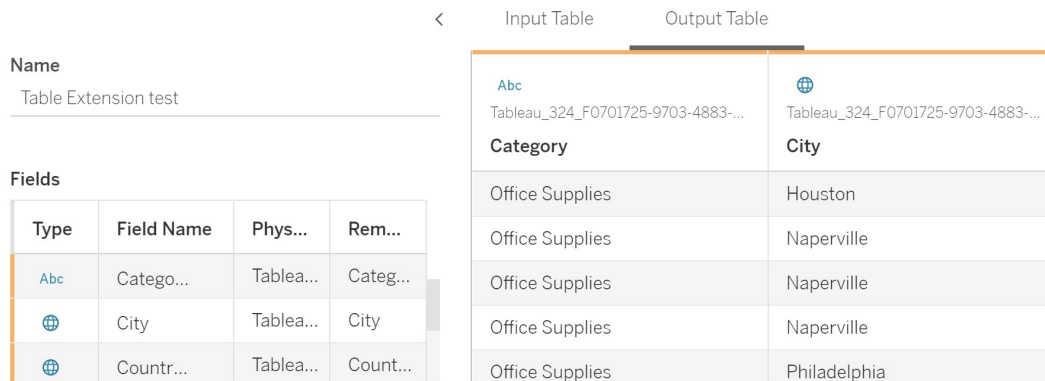 Name
Table Extension test
Fields
Type Field Name Phys... Rem...
Abc Catego... Tablea... Categ...
City Tablea... City
Countr... Tablea... Count...
Input Table Output Table
Abc
Tableau_324_F0701725-9703-4883-... Tableau_324_F0701725-9703-4883-...
Category City
Office Supplies Houston
Office Supplies Naperville
Office Supplies Naperville
Office Supplies Naperville
Office Supplies Philadelphia